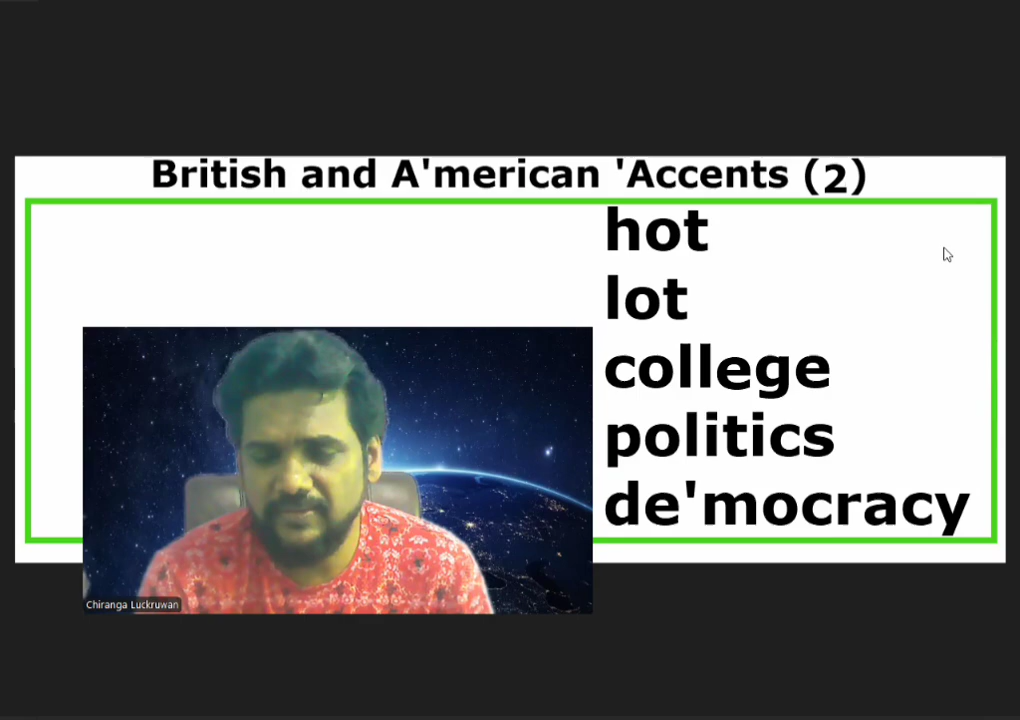 British and A'merican 'Accents (2)
hot
lot
college
politics
de'mocracy
Chiranga Luckruwan